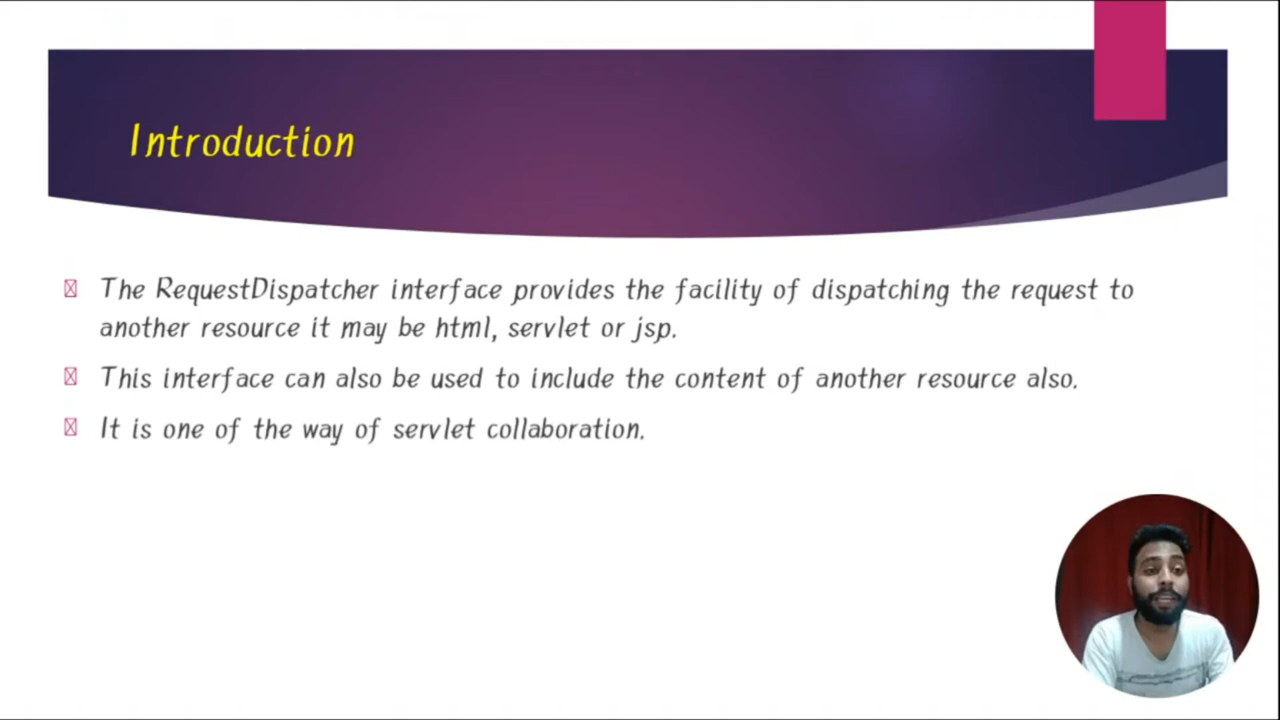 Introduction
The RequestDispatcher interface provides the facility of dispatching the request to
another resource it may be html, servlet or jsp.
This interface can also be used to include the content of another resource also.
It is one of the way of servlet collaboration.